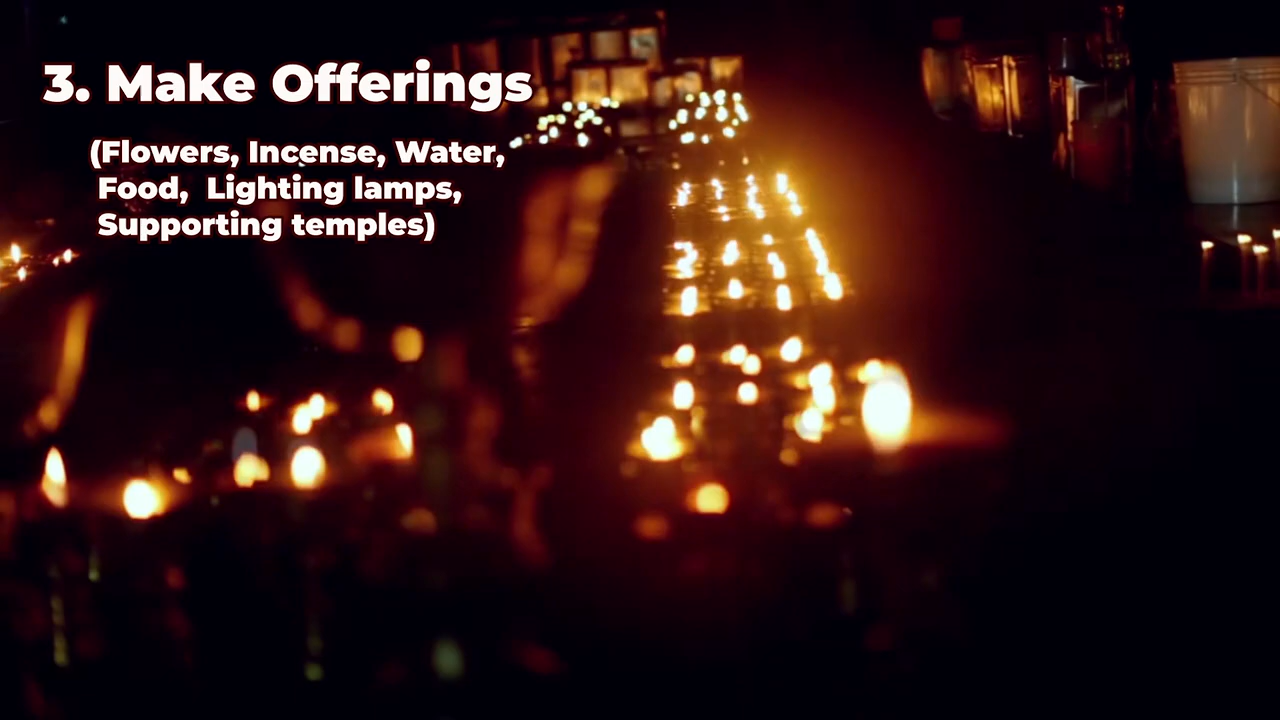 3. Make Offerings
(Flowers, Incense, Water,
Food, Lighting lamps,
Supporting temples)